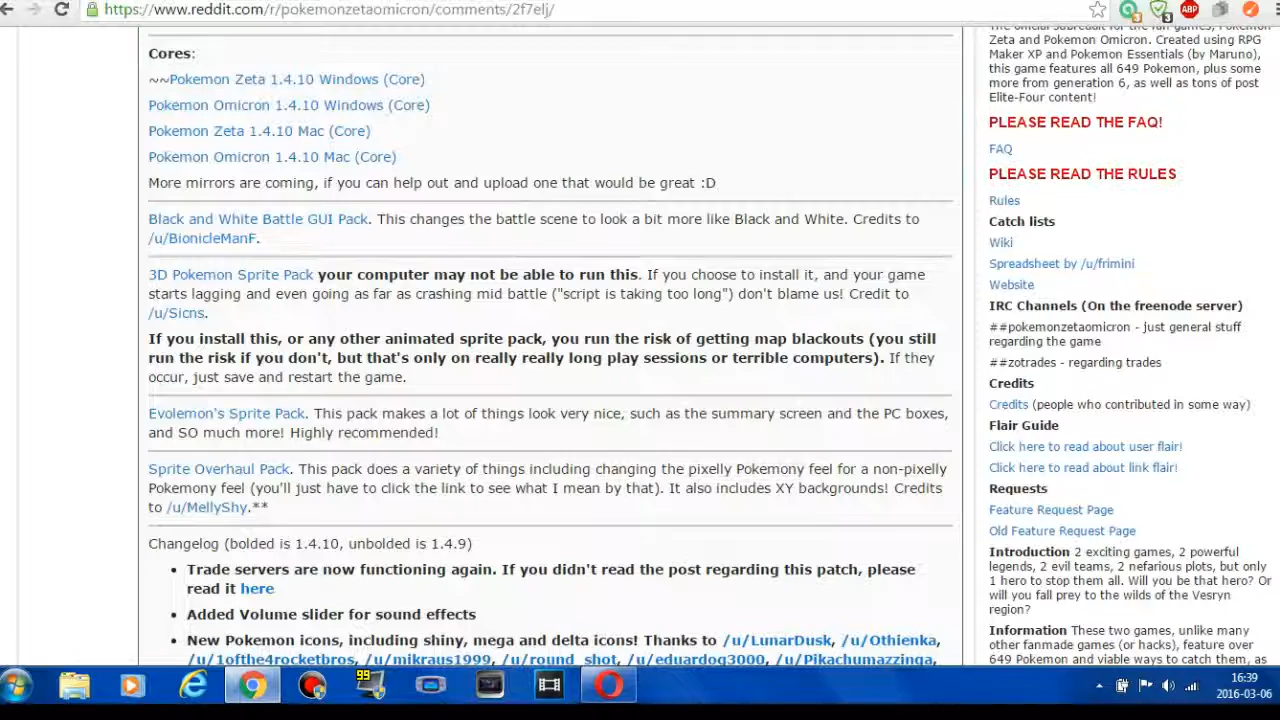 https://www.reddit.com/r/pokemonzetaomicron/comments/2f7elj/
3
3
ABP
Cores:
~~Pokemon Zeta 1.4.10 Windows (Core)
Pokemon Omicron 1.4.10 Windows (Core)
Pokemon Zeta 1.4.10 Mac (Core)
Pokemon Omicron 1.4.10 Mac (Core)
More mirrors are coming, if you can help out and upload one that would be great :D
Black and White Battle GUI Pack. This changes the battle scene to look a bit more like Black and White. Credits to
/u/BionicleManF.
3D Pokemon Sprite Pack your computer may not be able to run this. If you choose to install it, and your game
starts lagging and even going as far as crashing mid battle ("script is taking too long") don't blame us! Credit to
/u/Sicns.
If you install this, or any other animated sprite pack, you run the risk of getting map blackouts (you still
run the risk if you don't, but that's only on really really long play sessions or terrible computers). If they
occur, just save and restart the game.
Evolemon's Sprite Pack. This pack makes a lot of things look very nice, such as the summary screen and the PC boxes,
and SO much more! Highly recommended!
Sprite Overhaul Pack. This pack does a variety of things including changing the pixelly Pokemony feel for a non-pixelly
Pokemony feel (you'll just have to click the link to see what I mean by that). It also includes XY backgrounds! Credits
to /u/MellyShy.**
Changelog (bolded is 1.4.10, unbolded is 1.4.9)
• Trade servers are now functioning again. If you didn't read the post regarding this patch, please
read it here
• Added Volume slider for sound effects
• New Pokemon icons, including shiny, mega and delta icons! Thanks to /u/LunarDusk, /u/Othienka,
/u/1ofthe4rocketbros, /u/mikraus1999, /u/round_shot, /u/eduardog3000, /u/Pikachumazzinga,
The official subreddit for the fan games, Pokemon
Zeta and Pokemon Omicron. Created using RPG
Maker XP and Pokemon Essentials (by Maruno),
this game features all 649 Pokemon, plus some
more from generation 6, as well as tons of post
Elite-Four content!
PLEASE READ THE FAQ!
FAQ
PLEASE READ THE RULES
Rules
Catch lists
Wiki
Spreadsheet by /u/frimini
Website
IRC Channels (On the freenode server)
##pokemonzetaomicron - just general stuff
regarding the game
##zotrades - regarding trades
Credits
Credits (people who contributed in some way)
Flair Guide
Click here to read about user flair!
Click here to read about link flair!
Requests
Feature Request Page
Old Feature Request Page
Introduction 2 exciting games, 2 powerful
legends, 2 evil teams, 2 nefarious plots, but only
1 hero to stop them all. Will you be that hero? Or
will you fall prey to the wilds of the Vesryn
region?
Information These two games, unlike many
other fanmade games (or hacks), feature over
649 Pokemon and viable ways to catch them, as
99
16:39
2016-03-06